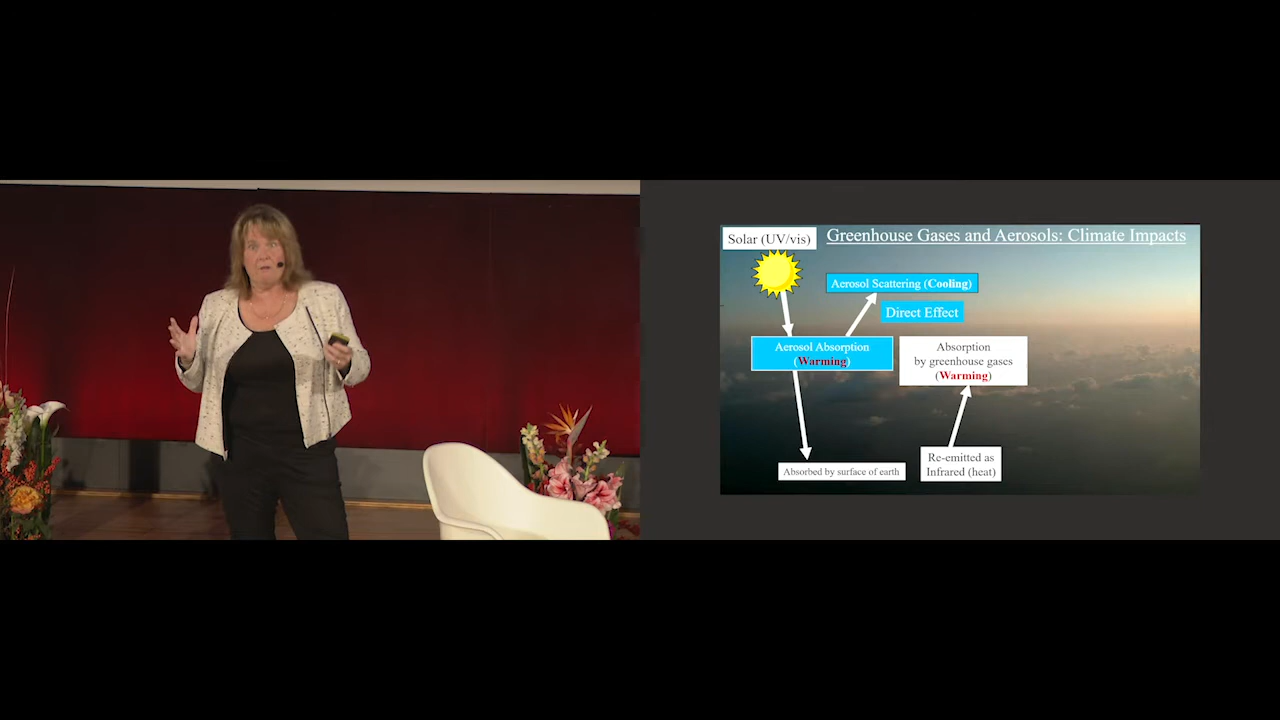 Solar (UV/vis)
Greenhouse Gases and Aerosols: Climate Impacts
Aerosol Scattering (Cooling)
Direct Effect
Aerosol Absorption
(Warming)
Absorption
by greenhouse gases
(Warming)
Absorbed by surface of earth
Re-emitted as
Infrared (heat)